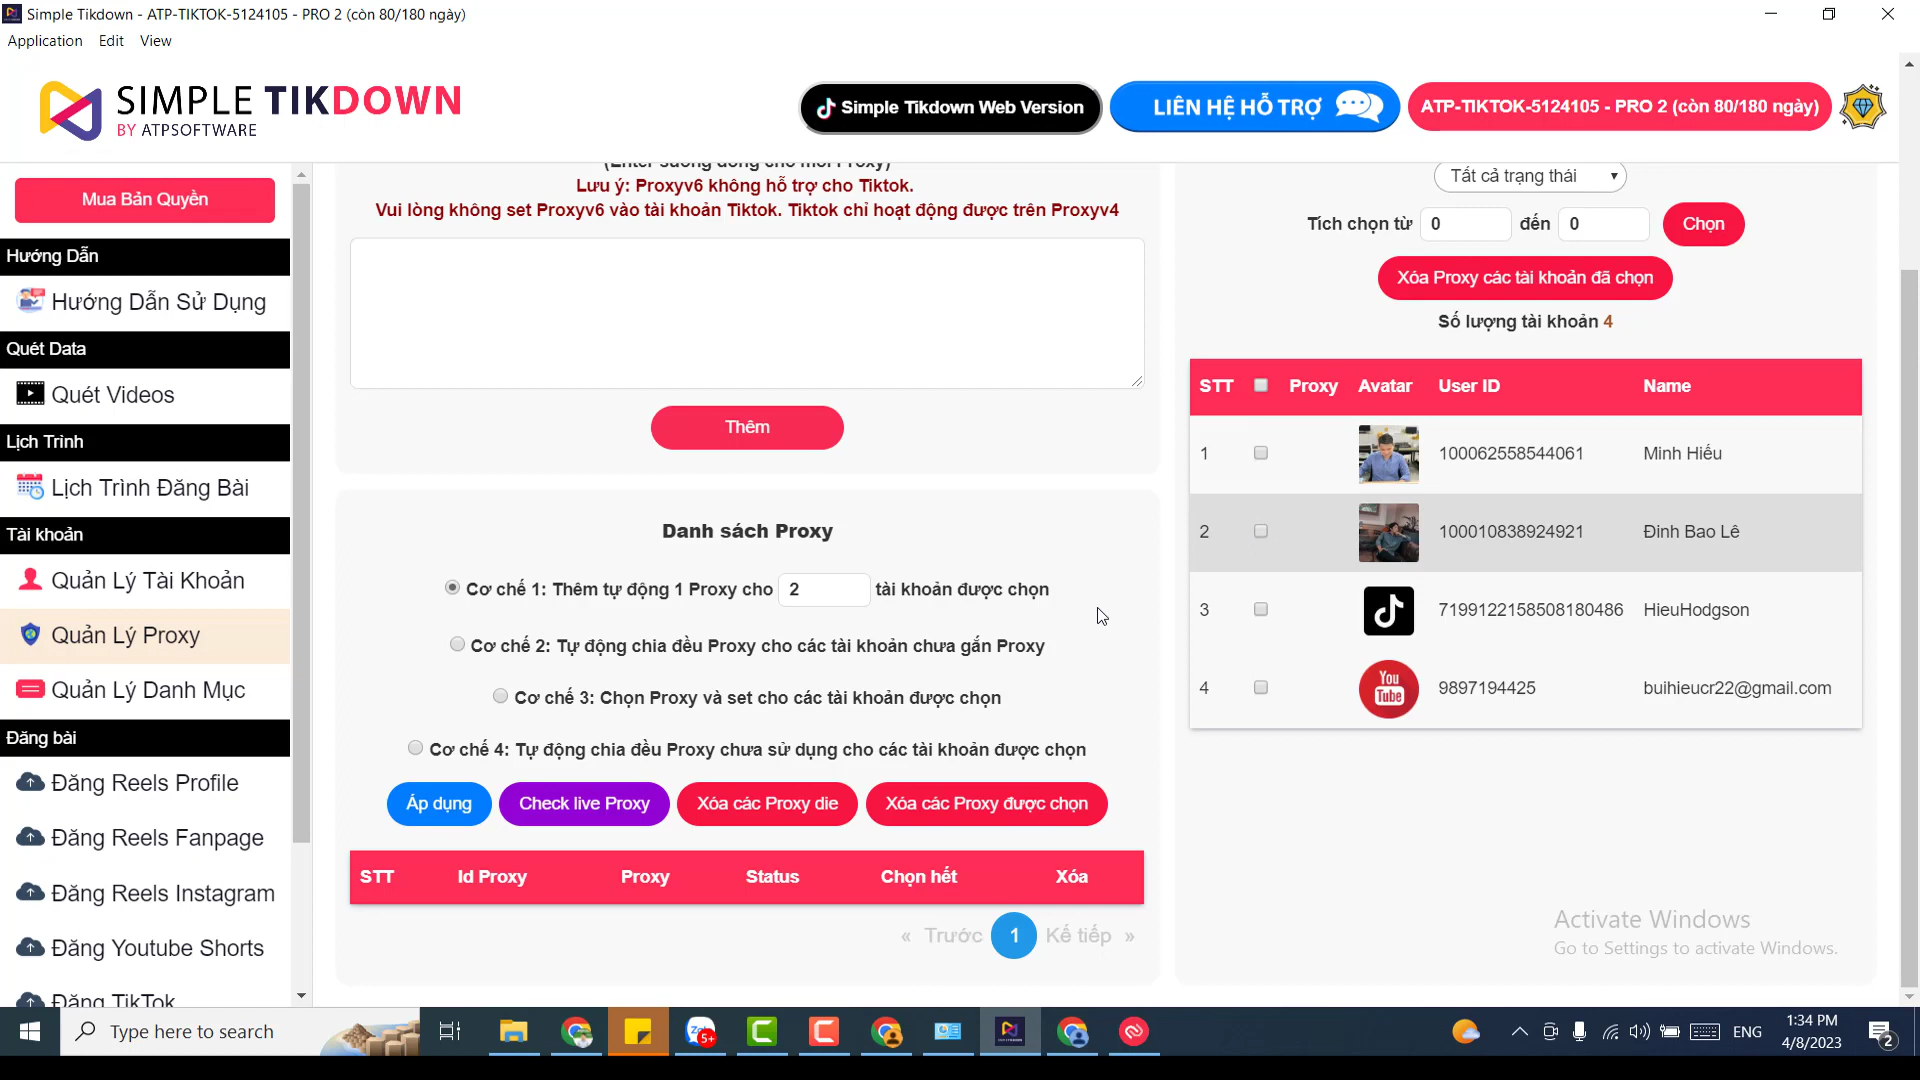 Simple Tikdown - ATP-TIKTOK-5124105 - PRO 2 (còn 80/180 ngày)
Application Edit View
SIMPLE TIKDOWN
BY ATPSOFTWARE
Simple Tikdown Web Version
LIÊN HỆ HỖ TRỢ
ATP-TIKTOK-5124105 - PRO 2 (còn 80/180 ngày)
Mua Bản Quyền
Hướng Dẫn
Hướng Dẫn Sử Dụng
Quét Data
Quét Videos
Lịch Trình
Lịch Trình Đăng Bài
Tài khoản
Quản Lý Tài Khoản
Quản Lý Proxy
Quản Lý Danh Mục
Đăng bài
Đăng Reels Profile
Đăng Reels Fanpage
Đăng Reels Instagram
Đăng Youtube Shorts
Đăng TikTok
(Enter xuống dòng cho mỗi Proxy)
Lưu ý: Proxyv6 không hỗ trợ cho Tiktok.
Vui lòng không set Proxyv6 vào tài khoản Tiktok. Tiktok chỉ hoạt động được trên Proxyv4
Thêm
Danh sách Proxy
Cơ chế 1: Thêm tự động 1 Proxy cho 2 tài khoản được chọn
Cơ chế 2: Tự động chia đều Proxy cho các tài khoản chưa gắn Proxy
Cơ chế 3: Chọn Proxy và set cho các tài khoản được chọn
Cơ chế 4: Tự động chia đều Proxy chưa sử dụng cho các tài khoản được chọn
Áp dụng Check live Proxy Xóa các Proxy die Xóa các Proxy được chọn
STT Id Proxy Proxy Status Chọn hết Xóa
« Trước 1 Kế tiếp »
Tất cả trạng thái
Tích chọn từ 0 đến 0 Chọn
Xóa Proxy các tài khoản đã chọn
Số lượng tài khoản 4
STT Proxy Avatar User ID Name
1 100062558544061 Minh Hiếu
2 100010838924921 Đinh Bao Lê
3 7199122158508180486 HieuHodgson
4 You Tube 9897194425 buihieucr22@gmail.com
Activate Windows
Go to Settings to activate Windows.
Type here to search
5+
ENG
1:34 PM
4/8/2023
2